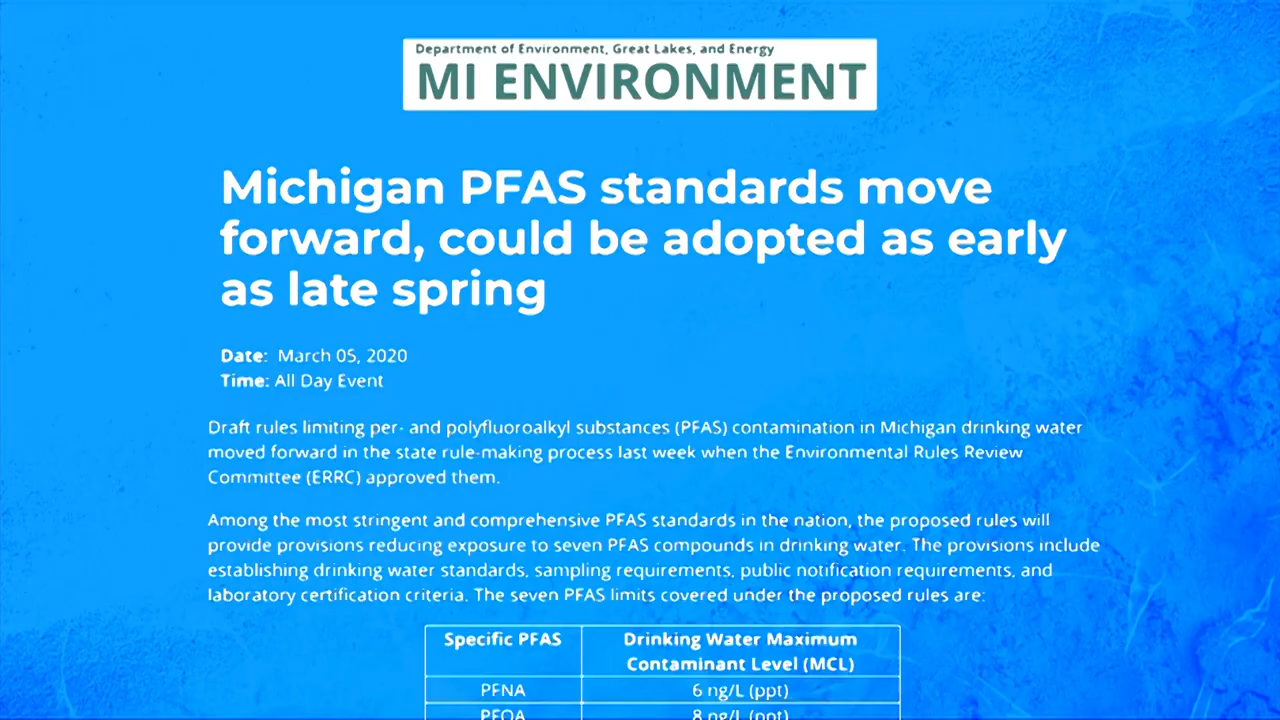 Department of Environment, Great Lakes, and Energy
MI ENVIRONMENT
Michigan PFAS standards move
forward, could be adopted as early
as late spring
Date: March 05, 2020
Time: All Day Event
Draft rules limiting per- and polyfluoroalkyl substances (PFAS) contamination in Michigan drinking water
moved forward in the state rule-making process last week when the Environmental Rules Review
Committee (ERRC) approved them.
Among the most stringent and comprehensive PFAS standards in the nation, the proposed rules will
provide provisions reducing exposure to seven PFAS compounds in drinking water. The provisions include
establishing drinking water standards, sampling requirements, public notification requirements, and
laboratory certification criteria. The seven PFAS limits covered under the proposed rules are:
Specific PFAS Drinking Water Maximum
Contaminant Level (MCL)
PFNA 6 ng/L (ppt)
PFOA 8 ng/L (ppt)